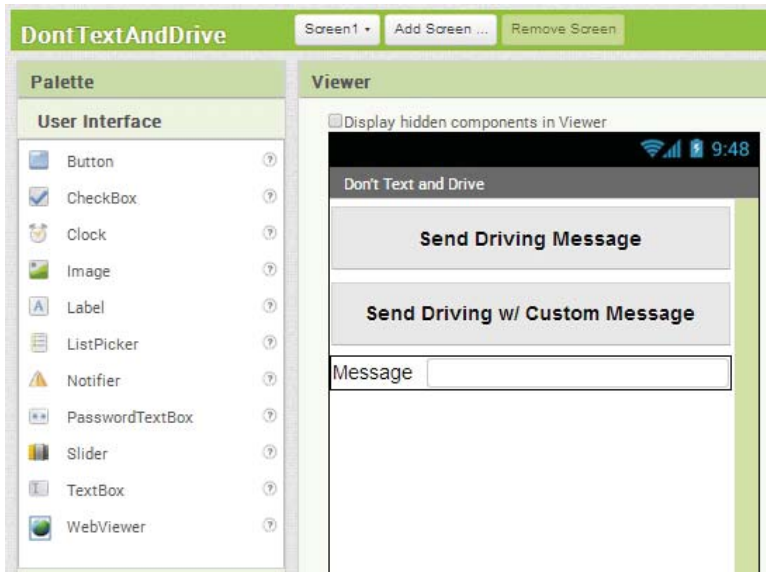 DontTextAndDrive
Screen1
Add Screen ...
Remove Screen
Palette
Viewer
User Interface
Display hidden components in Viewer
Button
CheckBox
Clock
Image
Label
ListPicker
Notifier
PasswordTextBox
Slider
TextBox
WebViewer
9:48
Don't Text and Drive
Send Driving Message
Send Driving w/ Custom Message
Message